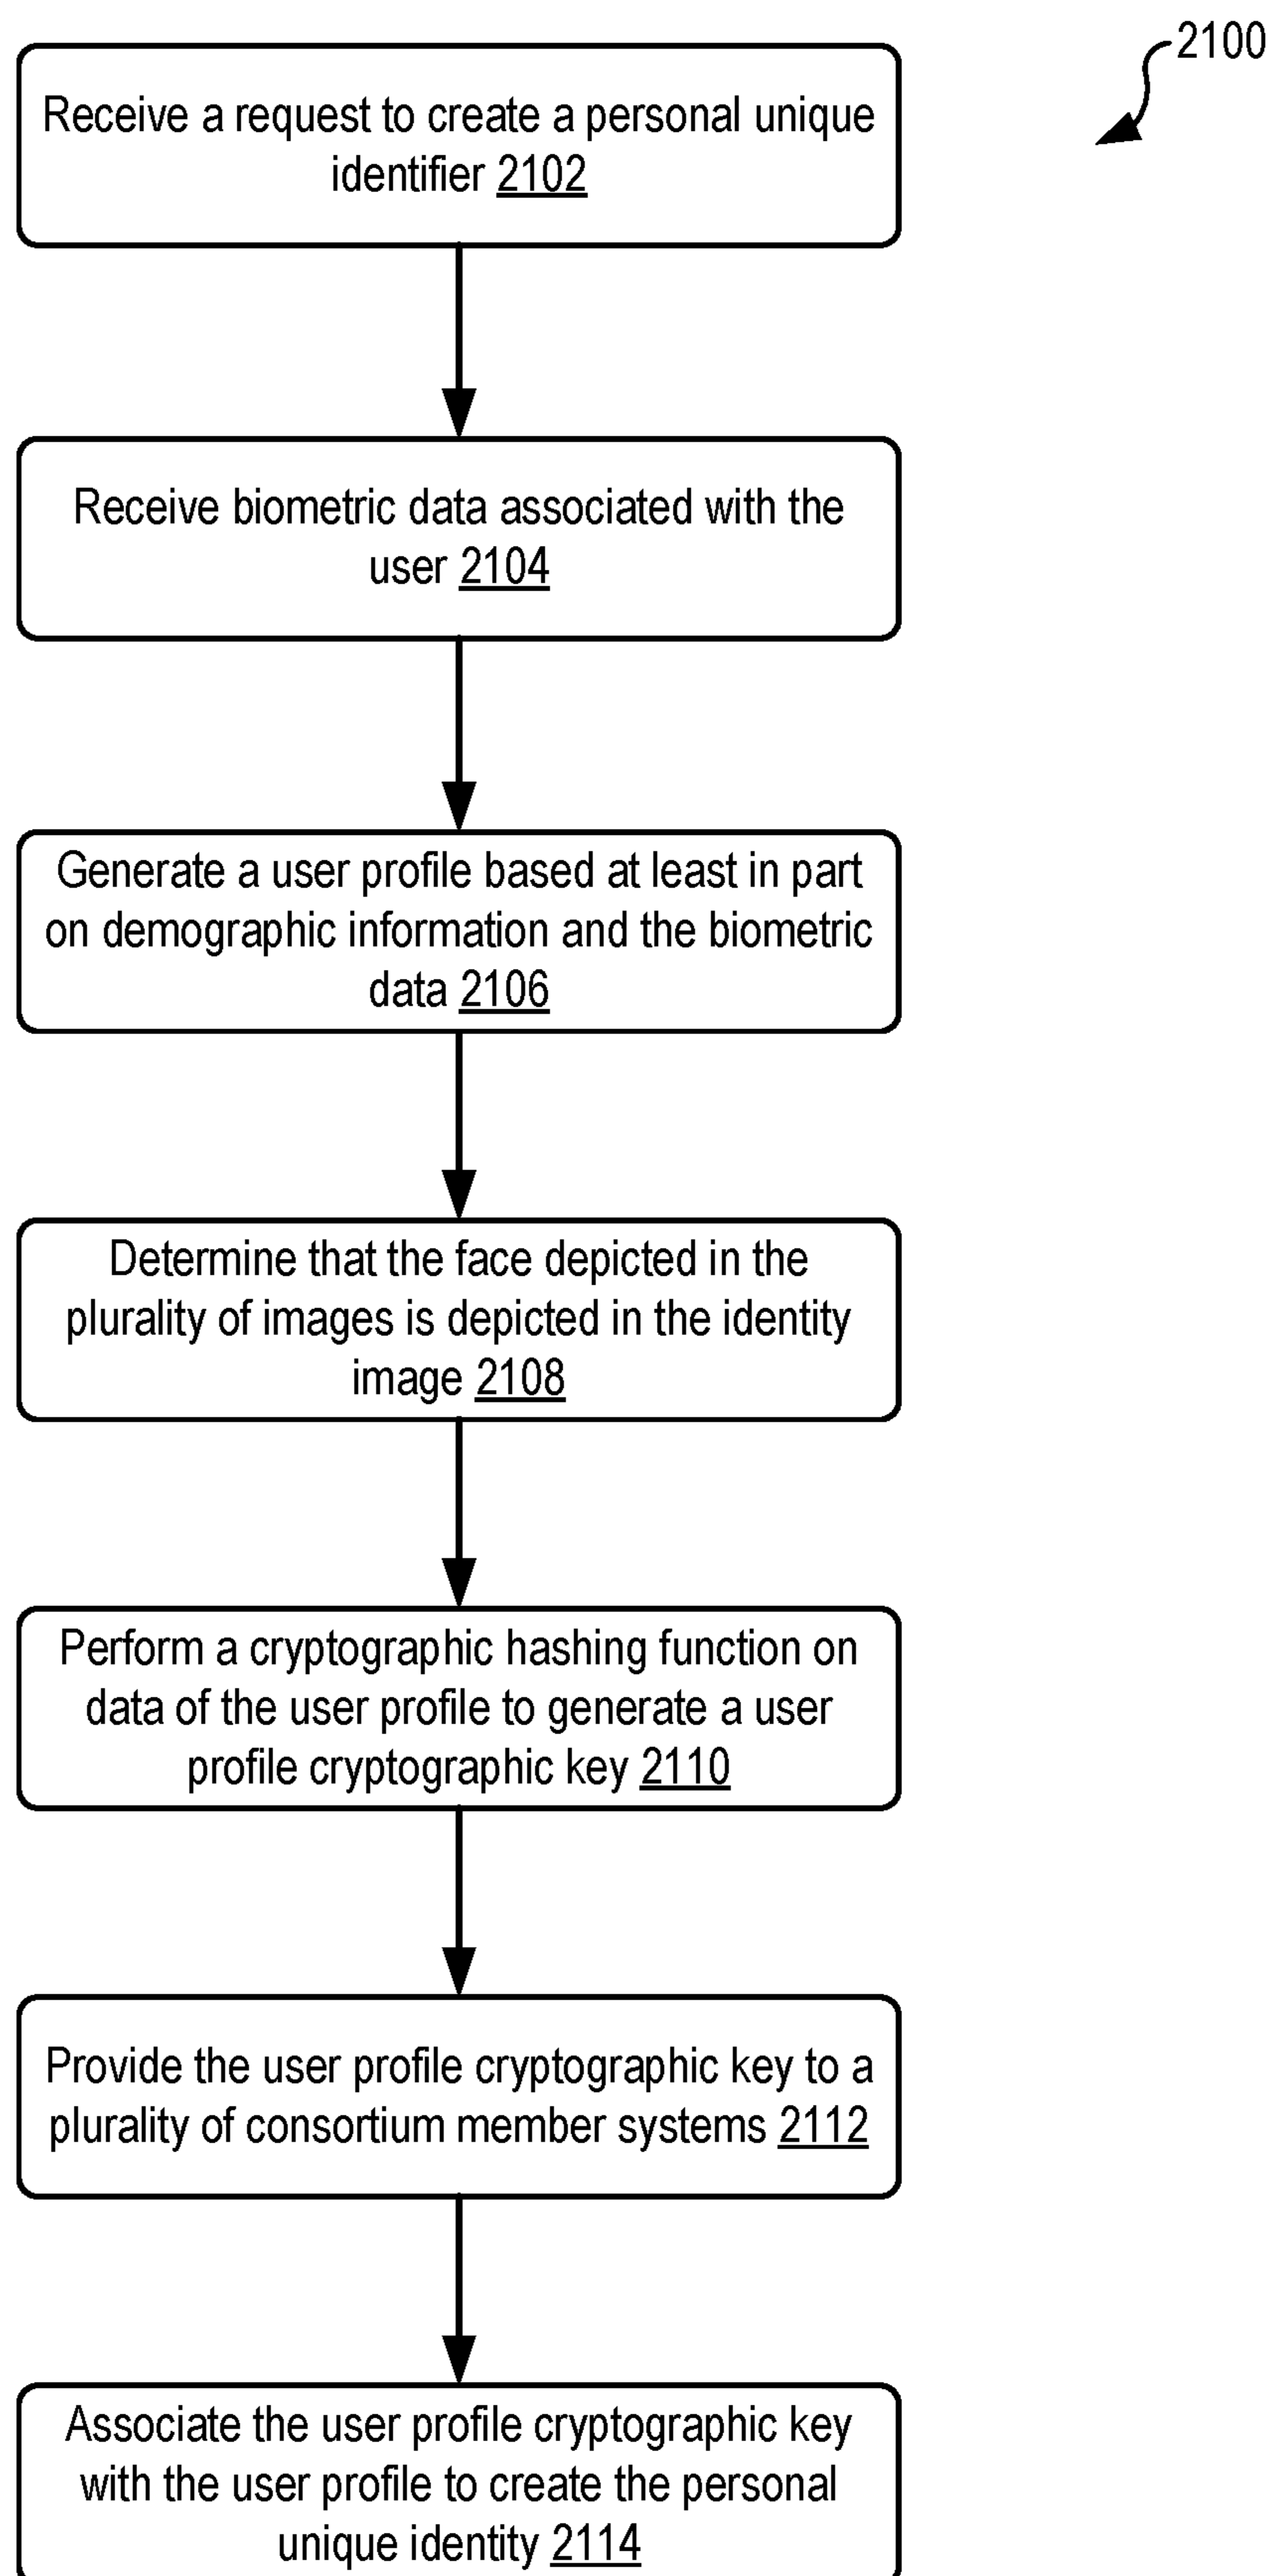 2100
Receive a request to create a personal unique
identifier 2102
Receive biometric data associated with the
user 2104
Generate a user profile based at least in part
on demographic information and the biometric
data 2106
Determine that the face depicted in the
plurality of images is depicted in the identity
image 2108
Perform a cryptographic hashing function on
data of the user profile to generate a user
profile cryptographic key 2110
Provide the user profile cryptographic key to a
plurality of consortium member systems 2112
Associate the user profile cryptographic key
with the user profile to create the personal
unique identity 2114